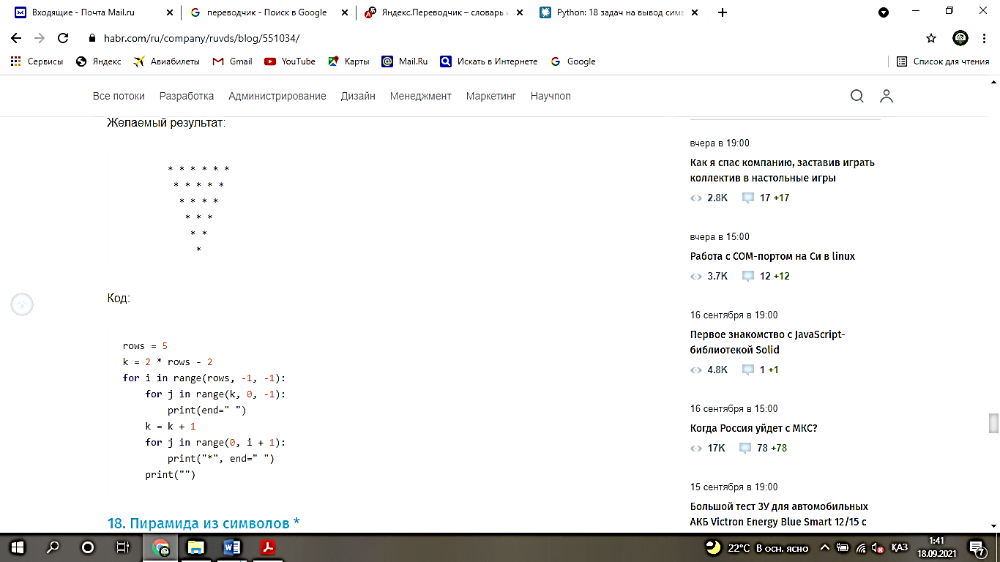 Входящие - Почта Mail.ru
переводчик - Поиск в Google
Яндекс.Переводчик – словарь и
Python: 18 задач на вывод симв
habr.com/ru/company/ruvds/blog/551034/
Сервисы Яндекс Авиабилеты Gmail YouTube Карты Mail.Ru Искать в Интернете Google Список для чтения
Все потоки Разработка Администрирование Дизайн Менеджмент Маркетинг Научпоп
Желаемый результат:
* * * * * *
* * * * *
* * * *
* * *
* *
*
Код:
rows = 5
k = 2 * rows - 2
for i in range(rows, -1, -1):
    for j in range(k, 0, -1):
        print(end=" ")
    k = k + 1
    for j in range(0, i + 1):
        print("*", end=" ")
    print("")
18. Пирамида из символов *
вчера в 19:00
Как я спас компанию, заставив играть
коллектив в настольные игры
2.8K 17 +17
вчера в 15:00
Работа с COM-портом на Си в linux
3.7K 12 +12
16 сентября в 19:00
Первое знакомство с JavaScript-
библиотекой Solid
4.8K 1 +1
16 сентября в 15:00
Когда Россия уйдет с МКС?
17K 78 +78
15 сентября в 19:00
Большой тест ЗУ для автомобильных
АКБ Victron Energy Blue Smart 12/15 с
22°C В осн. ясно ҚАЗ 1:41
18.09.2021
7